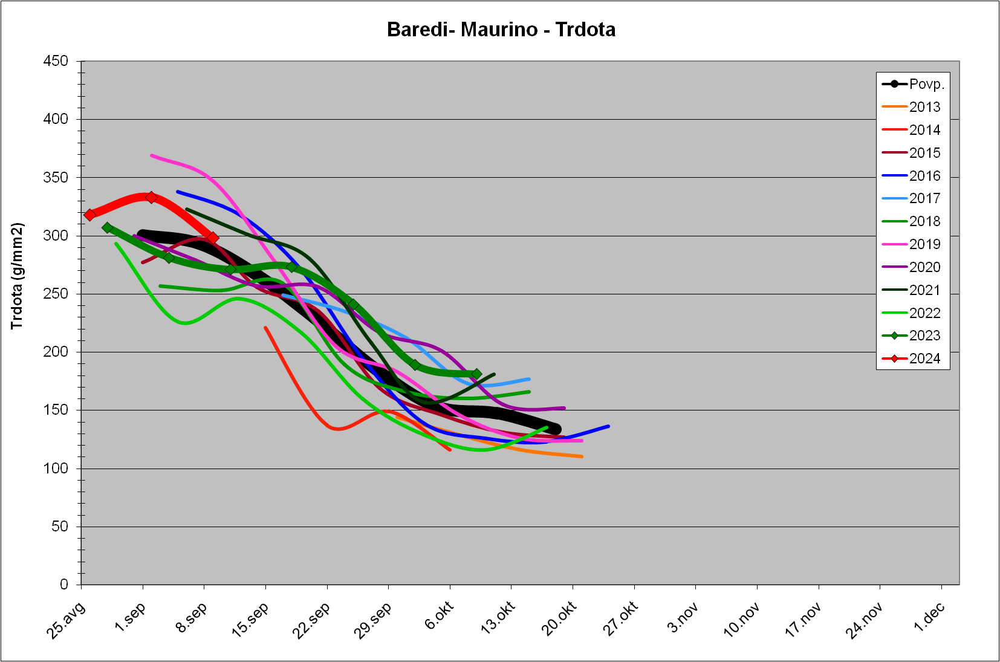 Baredi- Maurino - Trdota
Trdota (g/mm2)
450
400
350
300
250
200
150
100
50
0
25.avg
1.sep
8.sep
15.sep
22.sep
29.sep
6.okt
13.okt
20.okt
27.okt
3.nov
10.nov
17.nov
24.nov
1.dec
Povp.
2013
2014
2015
2016
2017
2018
2019
2020
2021
2022
2023
2024